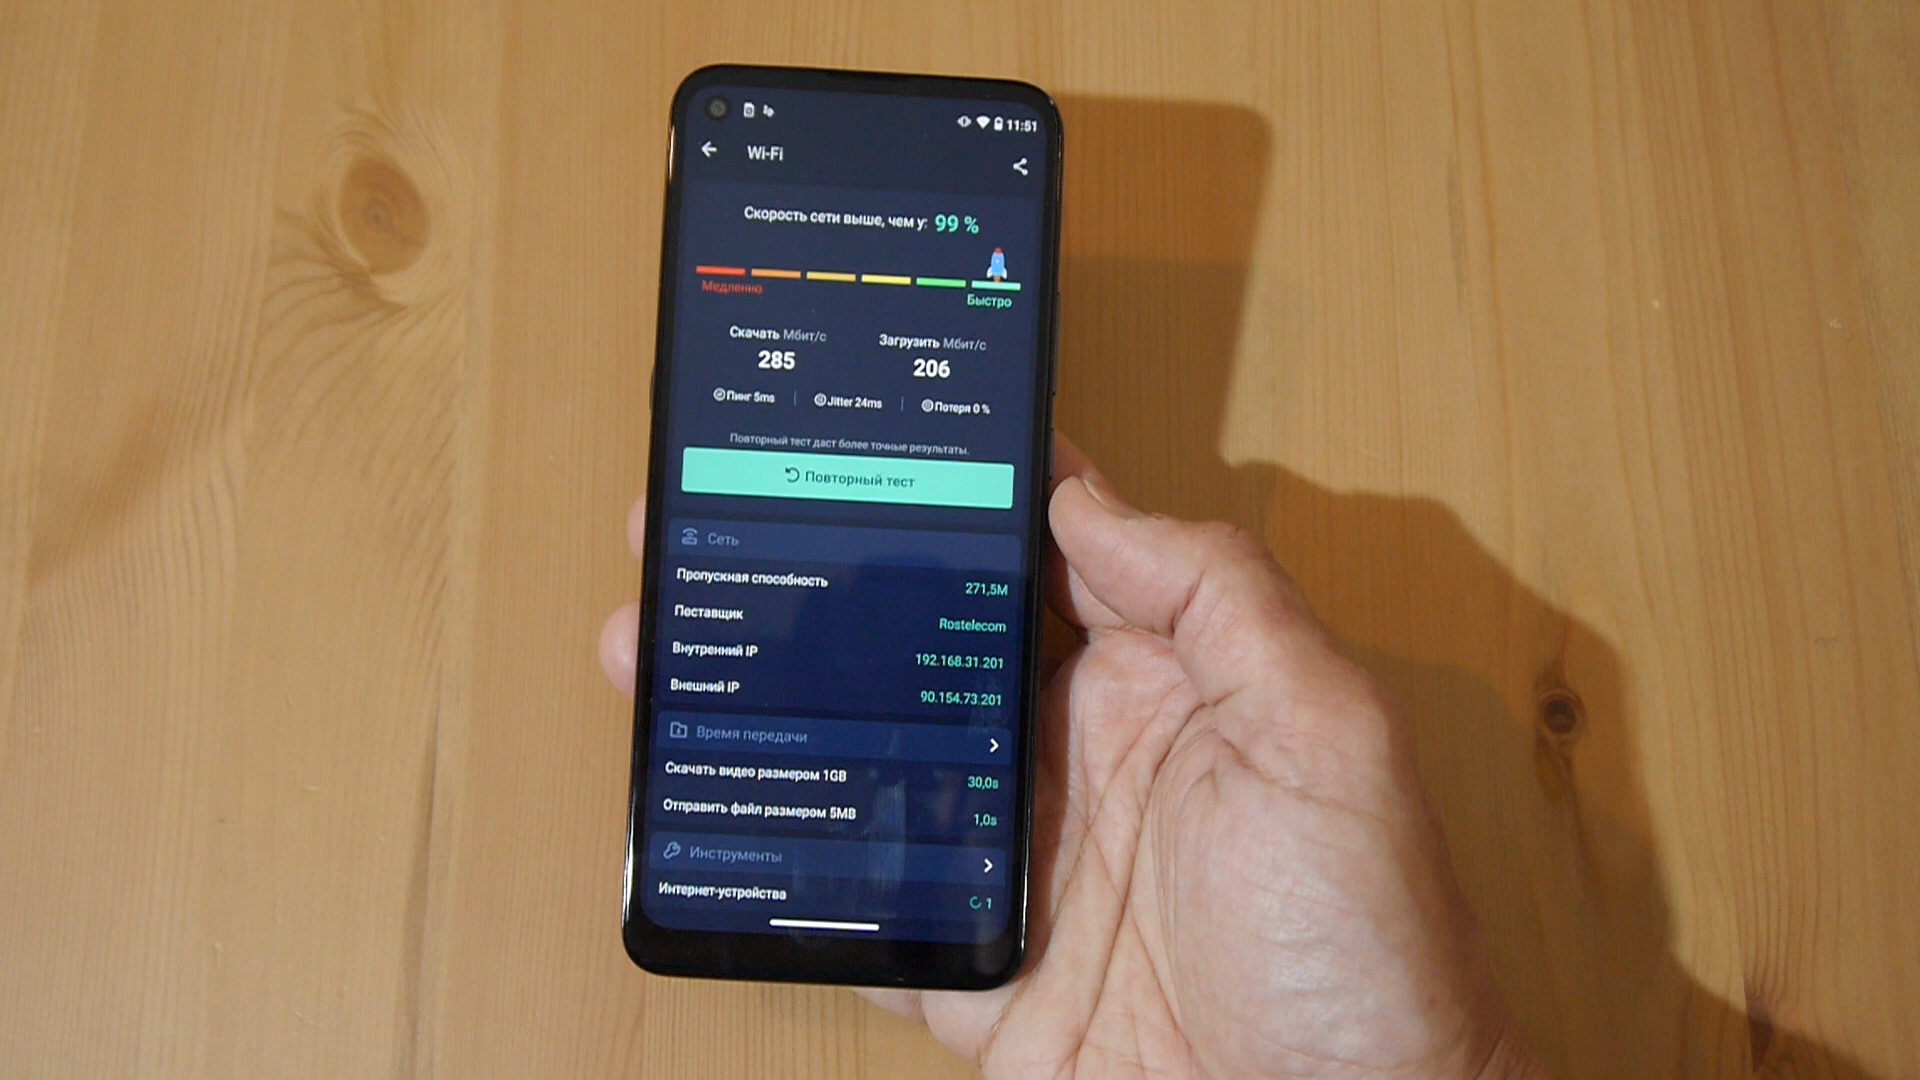 11:51
Wi-Fi
Скорость сети выше, чем у: 99 %
Медленно
Быстро
Скачать Мбит/с Загрузить Мбит/с
285 206
Пинг 5ms Jitter 24ms Потеря 0 %
Повторный тест даст более точные результаты.
Повторный тест
Сеть
Пропускная способность 271,5M
Поставщик Rostelecom
Внутренний IP 192.168.31.201
Внешний IP 90.154.73.201
Время передачи
Скачать видео размером 1GB 30,0s
Отправить файл размером 5MB 1,0s
Инструменты
Интернет-устройства 1